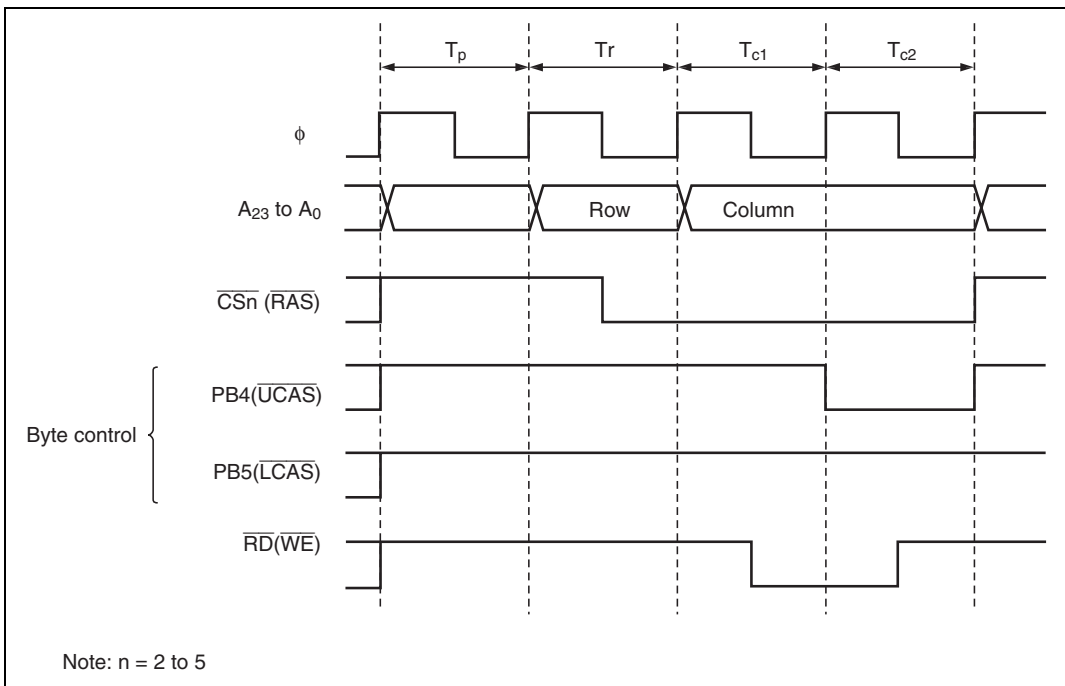 Tp Tr Tc1 Tc2
φ
A23 to A0 Row Column
CSn (RAS)
PB4(UCAS)
Byte control
PB5(LCAS)
RD(WE)
Note: n = 2 to 5